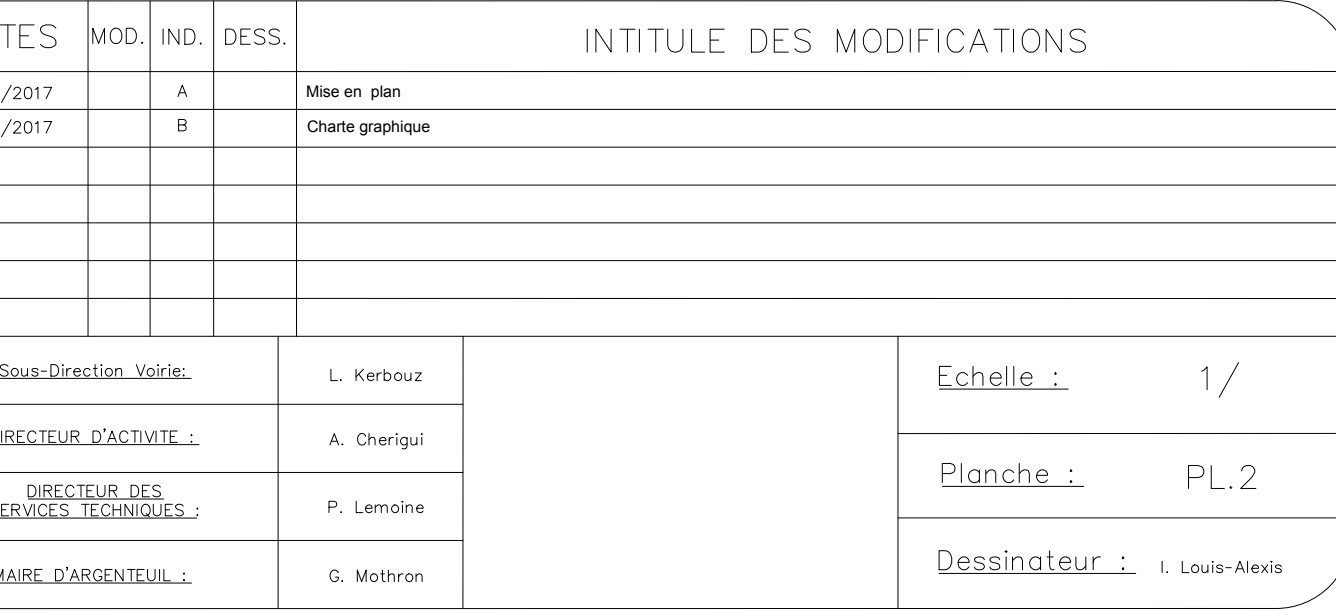 TES MOD. IND. DESS. INTITULE DES MODIFICATIONS
/2017 A Mise en plan
/2017 B Charte graphique
Sous-Direction Voirie: L. Kerbouz
IRECTEUR D'ACTIVITE : A. Cherigui
DIRECTEUR DES
ERVICES TECHNIQUES : P. Lemoine
MAIRE D'ARGENTEUIL : G. Mothron
Echelle : 1/
Planche : PL.2
Dessinateur : I. Louis-Alexis